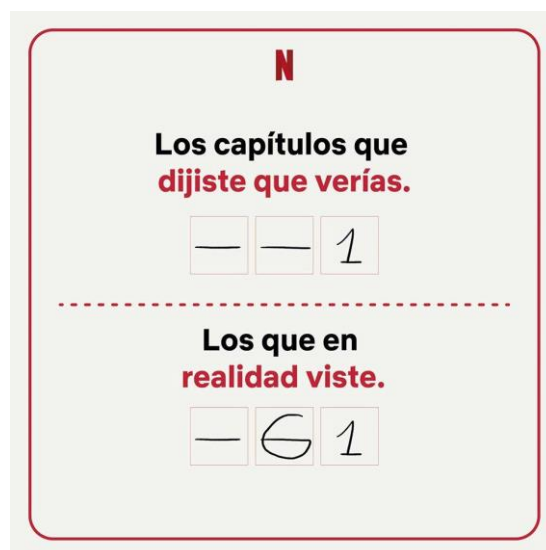 N
Los capítulos que
dijiste que verías.
— — 1
Los que en
realidad viste.
— 6 1